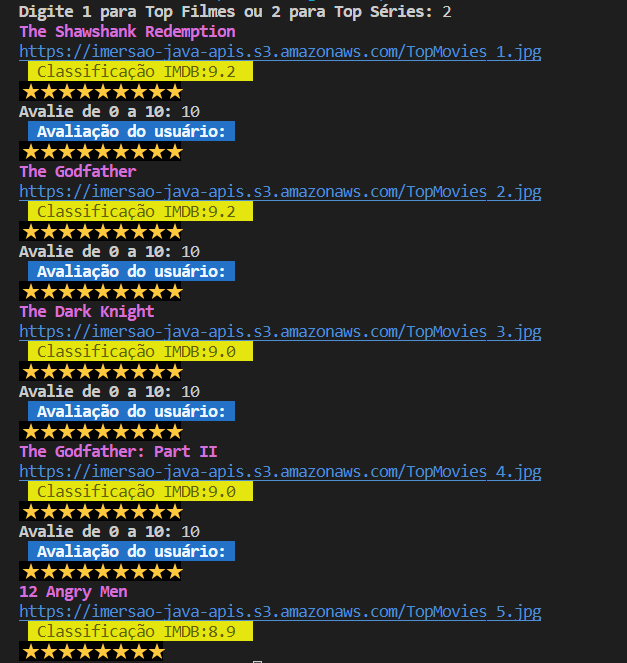 Digite 1 para Top Filmes ou 2 para Top Séries: 2
The Shawshank Redemption
https://imersao-java-apis.s3.amazonaws.com/TopMovies_1.jpg
Classificação IMDB:9.2
★★★★★★★★★
Avalie de 0 a 10: 10
Avaliação do usuário:
★★★★★★★★★
The Godfather
https://imersao-java-apis.s3.amazonaws.com/TopMovies_2.jpg
Classificação IMDB:9.2
★★★★★★★★★
Avalie de 0 a 10: 10
Avaliação do usuário:
★★★★★★★★★
The Dark Knight
https://imersao-java-apis.s3.amazonaws.com/TopMovies_3.jpg
Classificação IMDB:9.0
★★★★★★★★★
Avalie de 0 a 10: 10
Avaliação do usuário:
★★★★★★★★★
The Godfather: Part II
https://imersao-java-apis.s3.amazonaws.com/TopMovies_4.jpg
Classificação IMDB:9.0
★★★★★★★★★
Avalie de 0 a 10: 10
Avaliação do usuário:
★★★★★★★★★
12 Angry Men
https://imersao-java-apis.s3.amazonaws.com/TopMovies_5.jpg
Classificação IMDB:8.9
★★★★★★★★